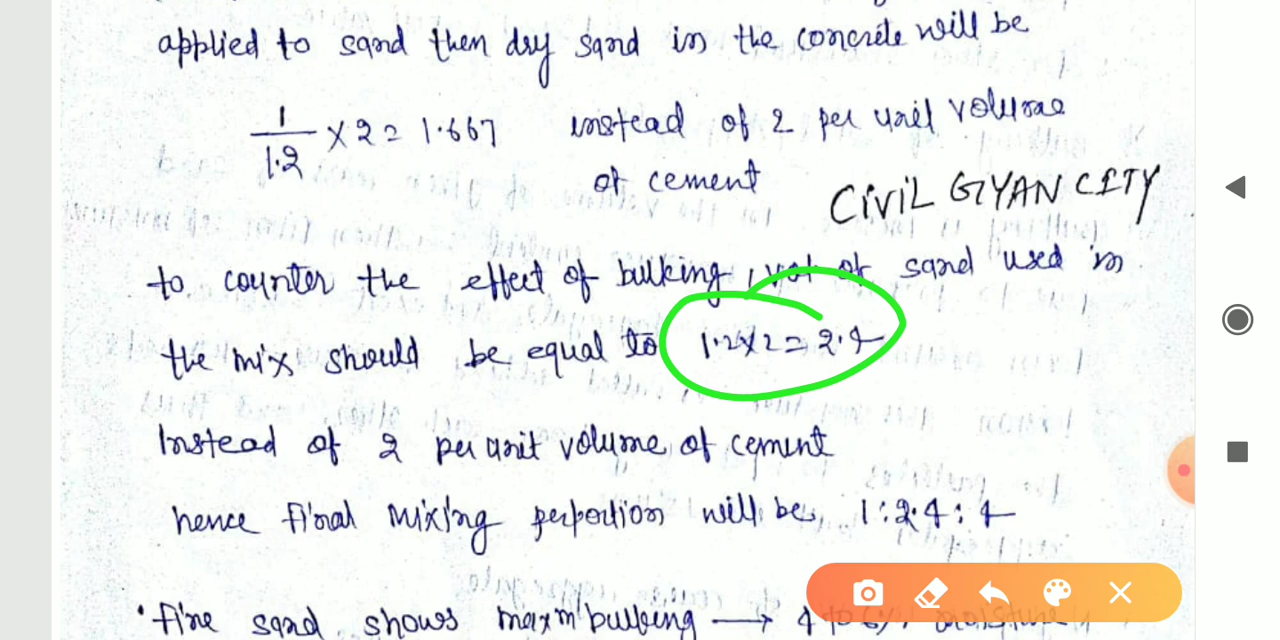 applied to sand then dry sand in the concrete will be
1/1.2 × 2 = 1.667 instead of 2 per unit volume
of cement
CIVIL GYAN CITY
to counter the effect of bulking, vol of sand used in
the mix should be equal to 1.2×2=2.4
Instead of 2 per unit volume of cement
hence final mixing perportion will be, 1:2.4:4
• fine sand shows maxm bulking → 4 to